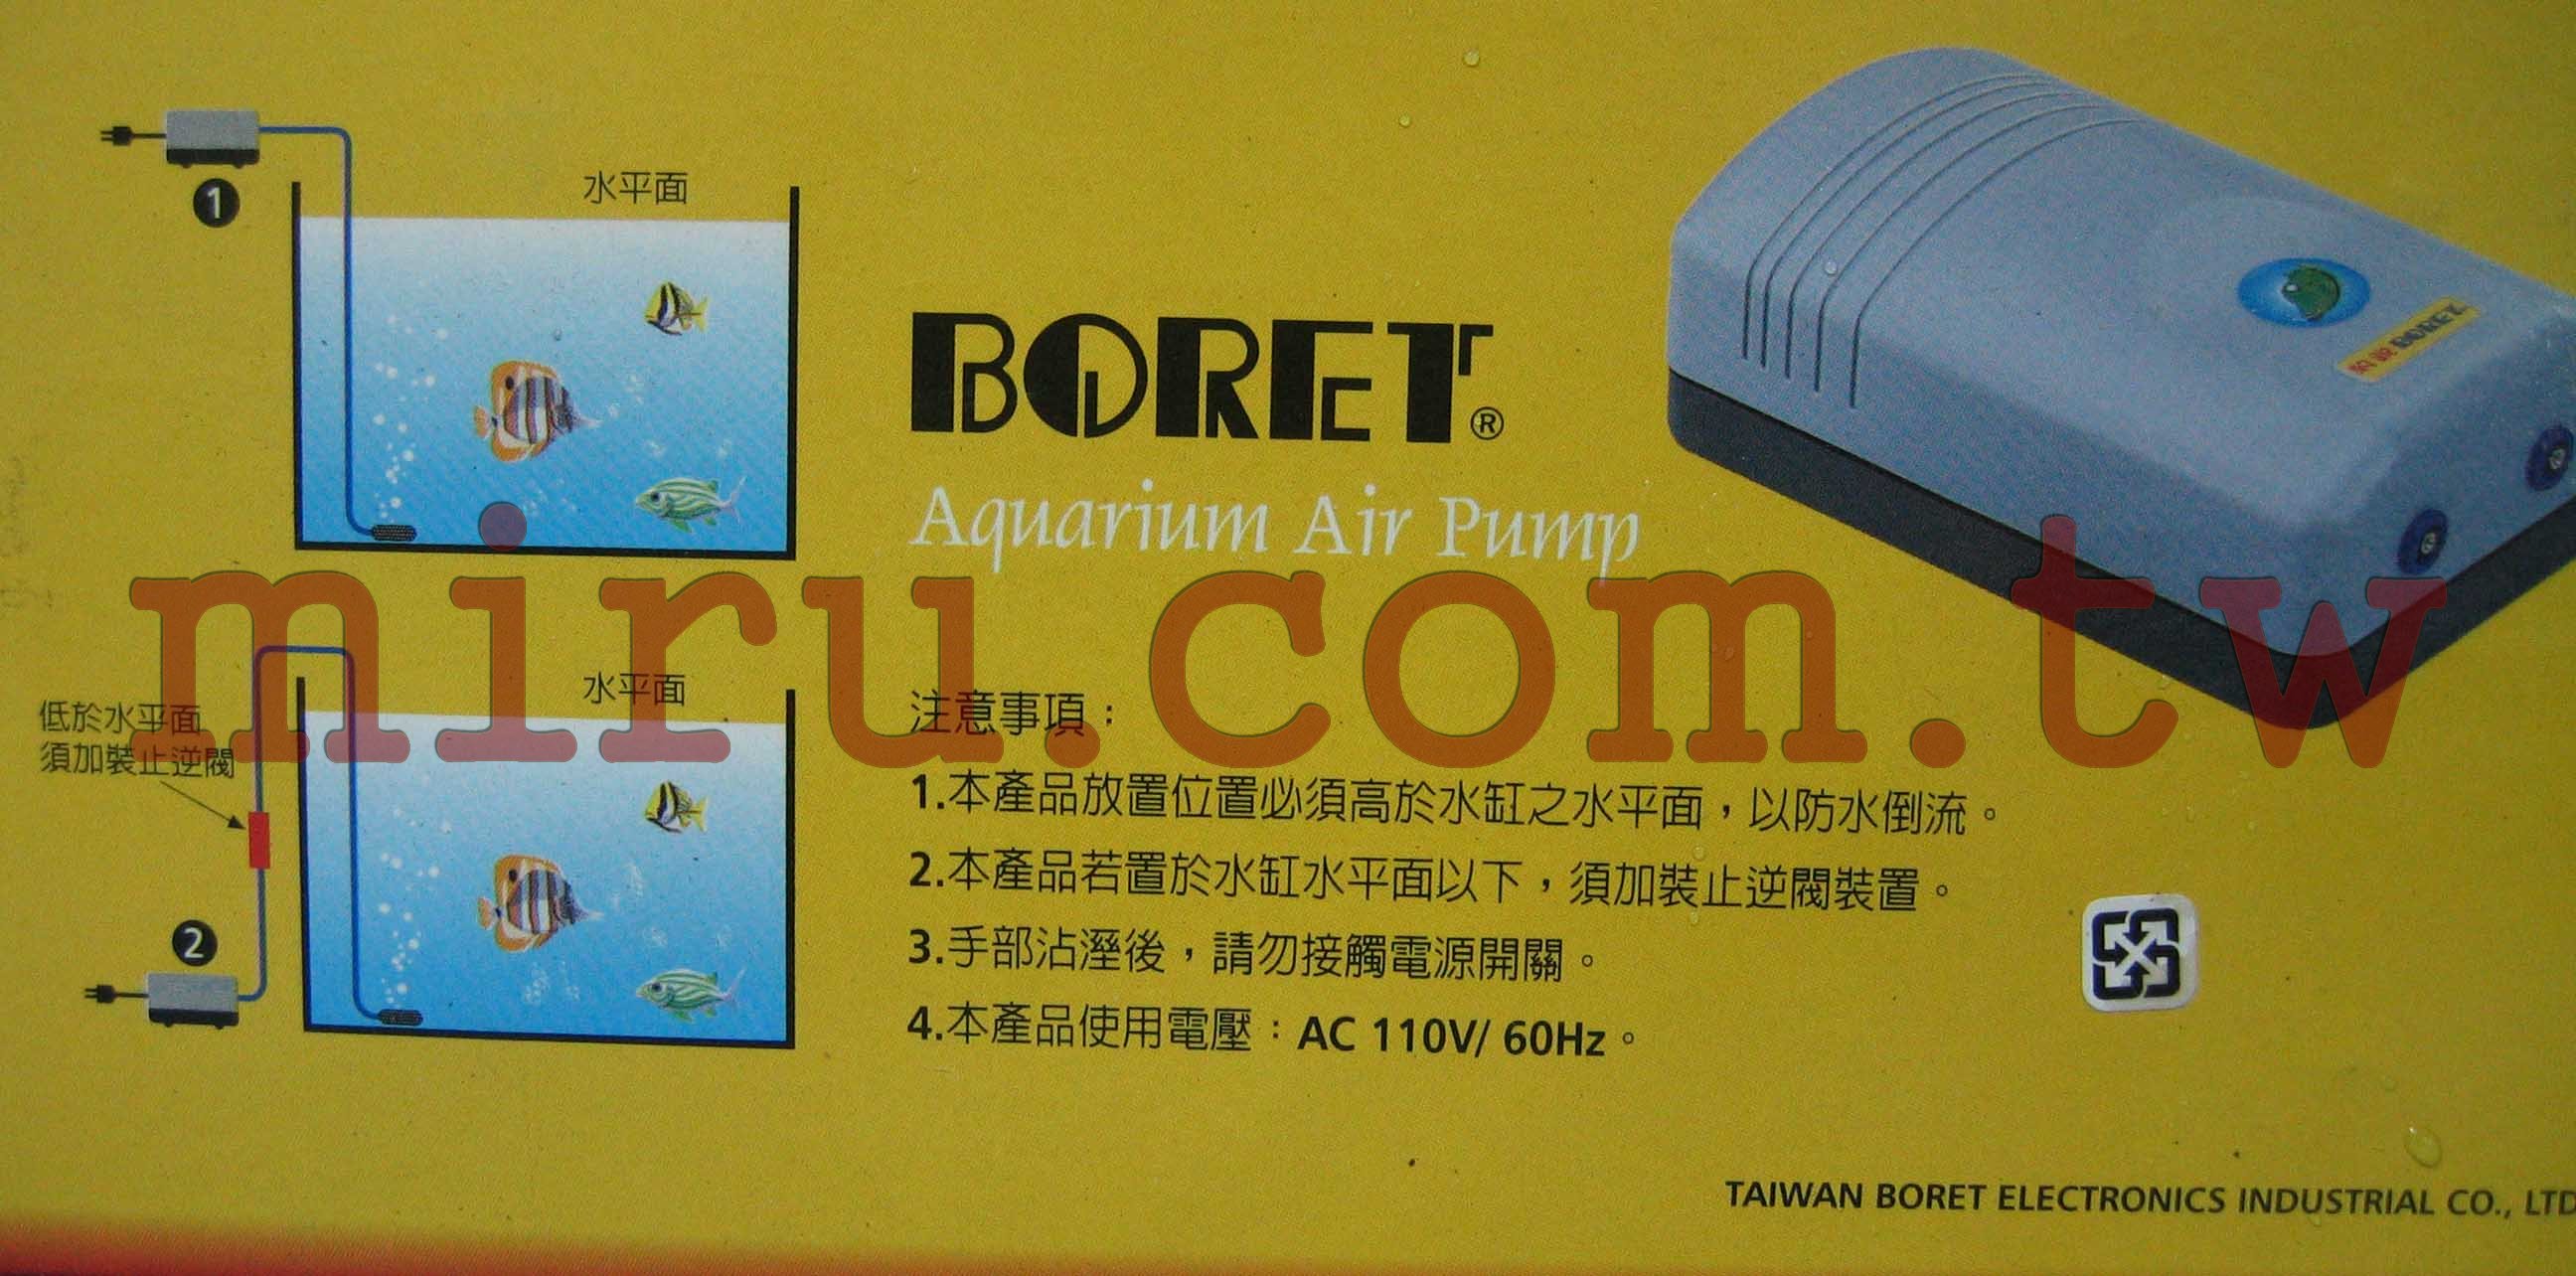 1
水平面
BORET®
Aquarium Air Pump
BORET
miru.com.tw
水平面
低於水平面
須加裝止逆閥
2
注意事項：
1.本產品放置位置必須高於水缸之水平面，以防水倒流。
2.本產品若置於水缸水平面以下，須加裝止逆閥裝置。
3.手部沾溼後，請勿接觸電源開關。
4.本產品使用電壓：AC 110V/ 60Hz。
TAIWAN BORET ELECTRONICS INDUSTRIAL CO., LTD